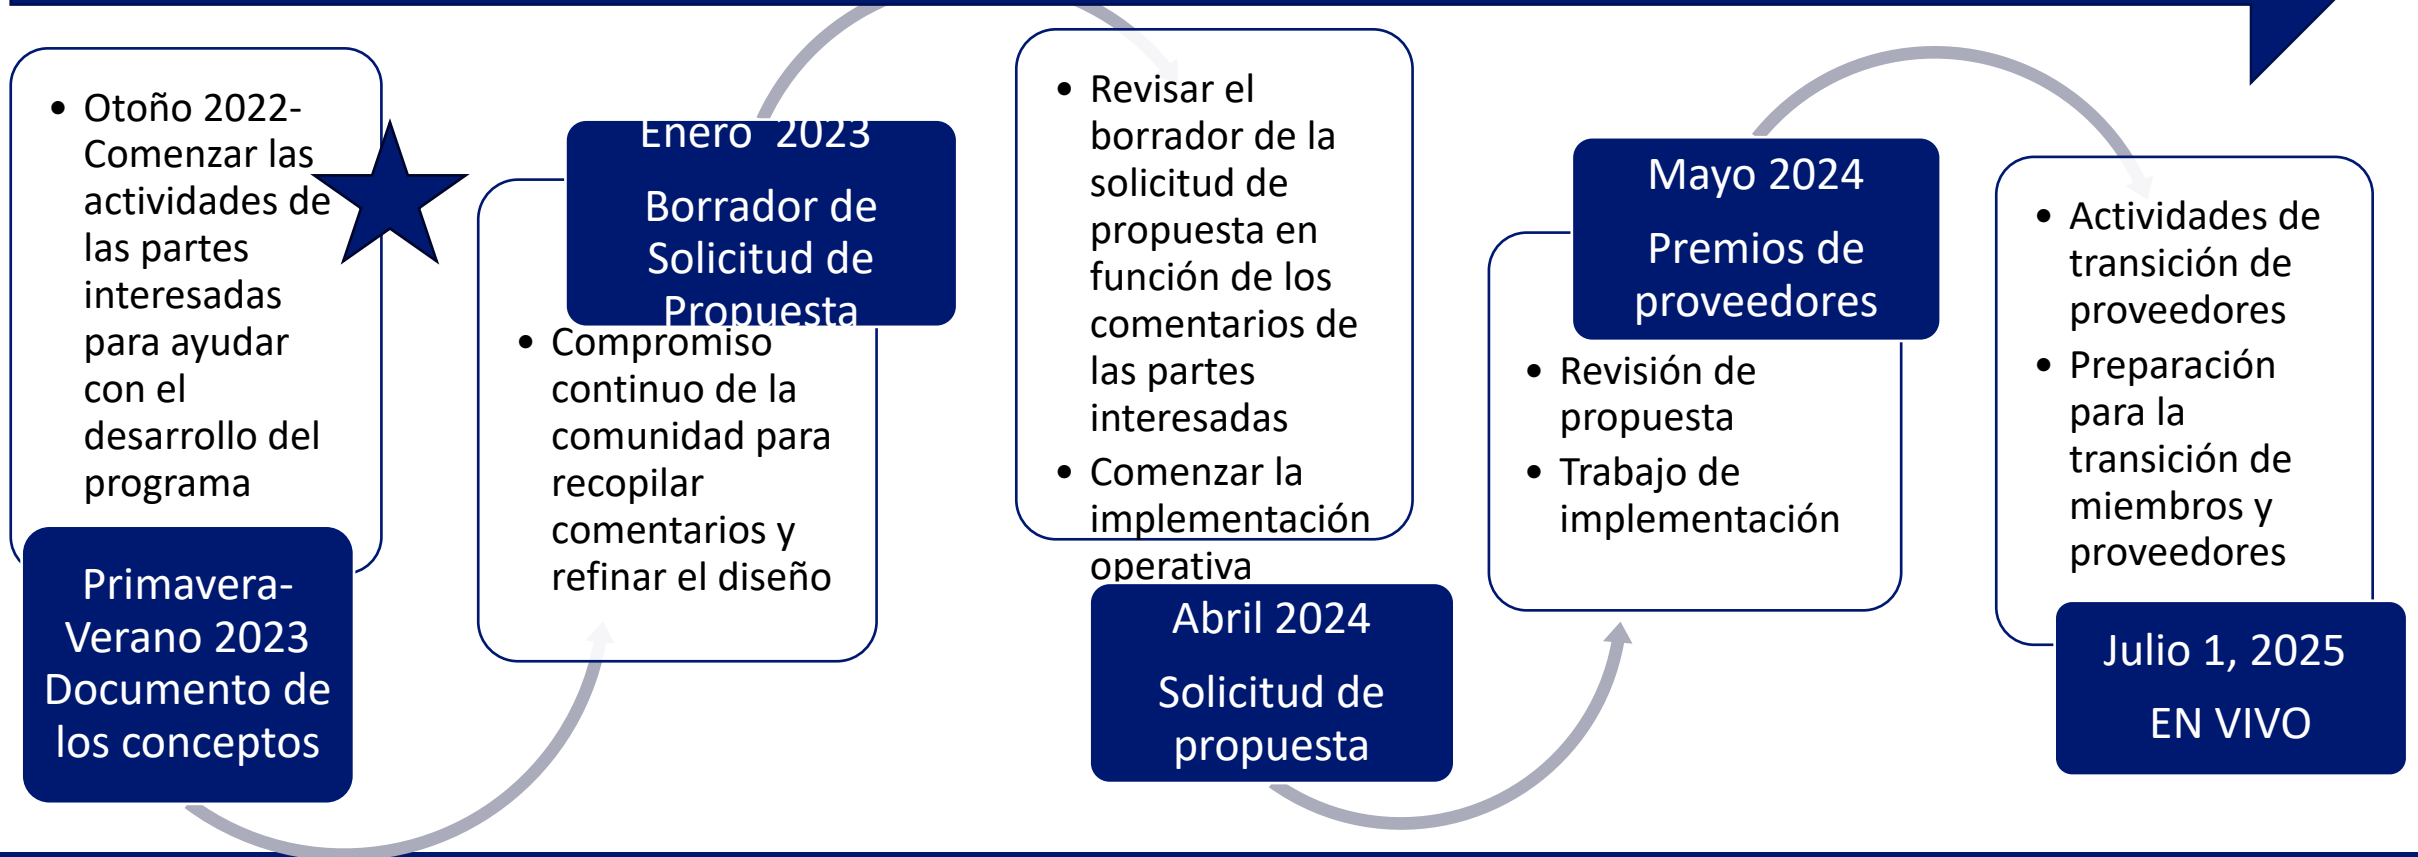 • Otoño 2022-
Comenzar las
actividades de
las partes
interesadas
para ayudar
con el
desarrollo del
programa
Primavera-
Verano 2023
Documento de
los conceptos
Enero 2023
Borrador de
Solicitud de
Propuesta
• Compromiso
continuo de la
comunidad para
recopilar
comentarios y
refinar el diseño
• Revisar el
borrador de la
solicitud de
propuesta en
función de los
comentarios de
las partes
interesadas
• Comenzar la
implementación
operativa
Abril 2024
Solicitud de
propuesta
Mayo 2024
Premios de
proveedores
• Revisión de
propuesta
• Trabajo de
implementación
• Actividades de
transición de
proveedores
• Preparación
para la
transición de
miembros y
proveedores
Julio 1, 2025
EN VIVO